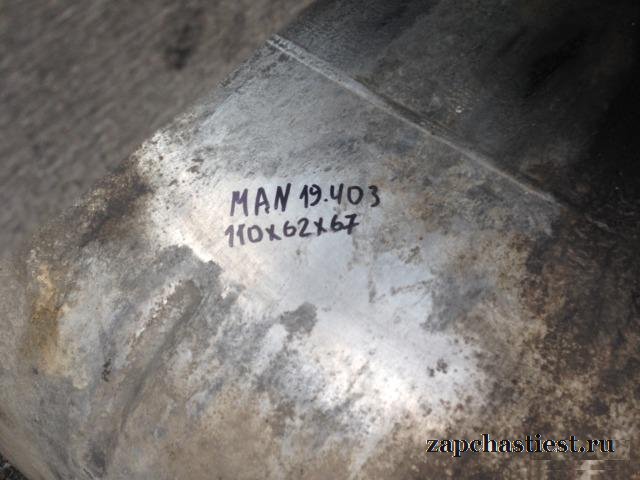 MAN 19.403
110x62x67
zapchastiest.ru